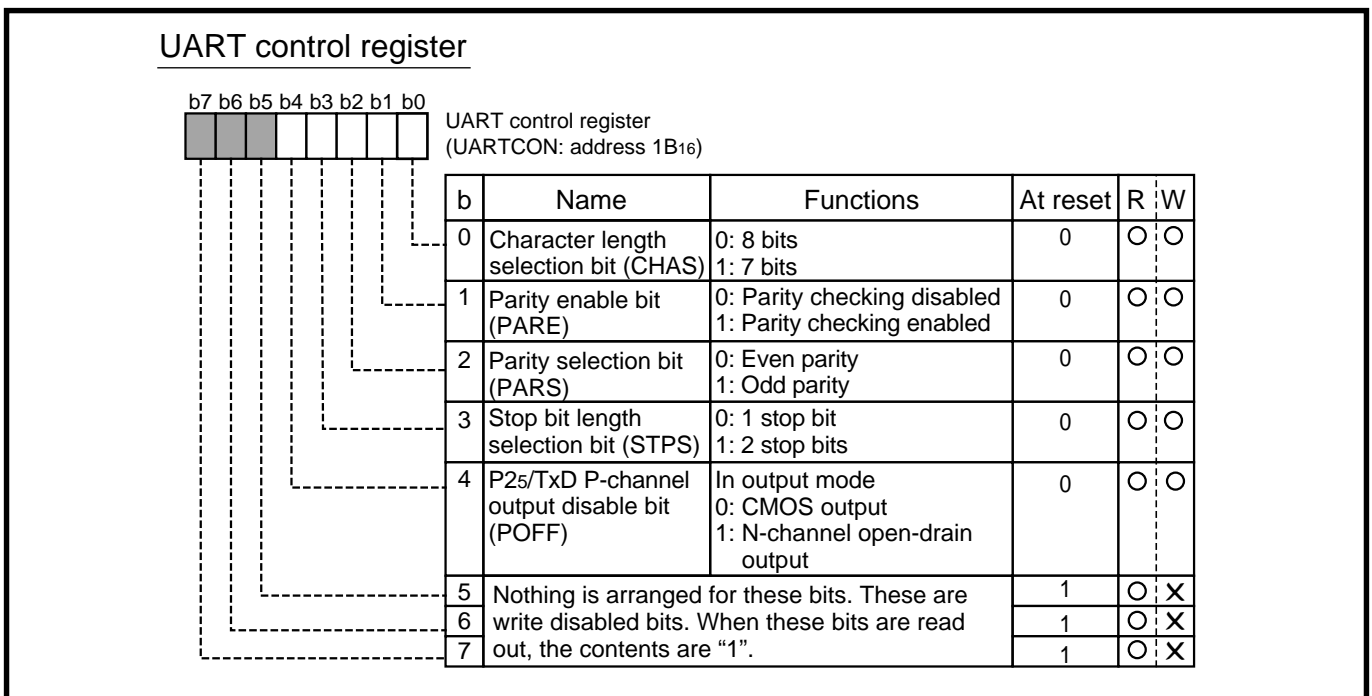 UART control register
b7 b6 b5 b4 b3 b2 b1 b0
UART control register
(UARTCON: address 1B16)
b Name Functions At reset R W
0 Character length 0: 8 bits 0 O O
selection bit (CHAS) 1: 7 bits
1 Parity enable bit 0: Parity checking disabled 0 O O
(PARE) 1: Parity checking enabled
2 Parity selection bit 0: Even parity 0 O O
(PARS) 1: Odd parity
3 Stop bit length 0: 1 stop bit 0 O O
selection bit (STPS) 1: 2 stop bits
4 P25/TxD P-channel In output mode 0 O O
output disable bit 0: CMOS output
(POFF) 1: N-channel open-drain
output
5 Nothing is arranged for these bits. These are 1 O X
6 write disabled bits. When these bits are read 1 O X
7 out, the contents are “1”. 1 O X